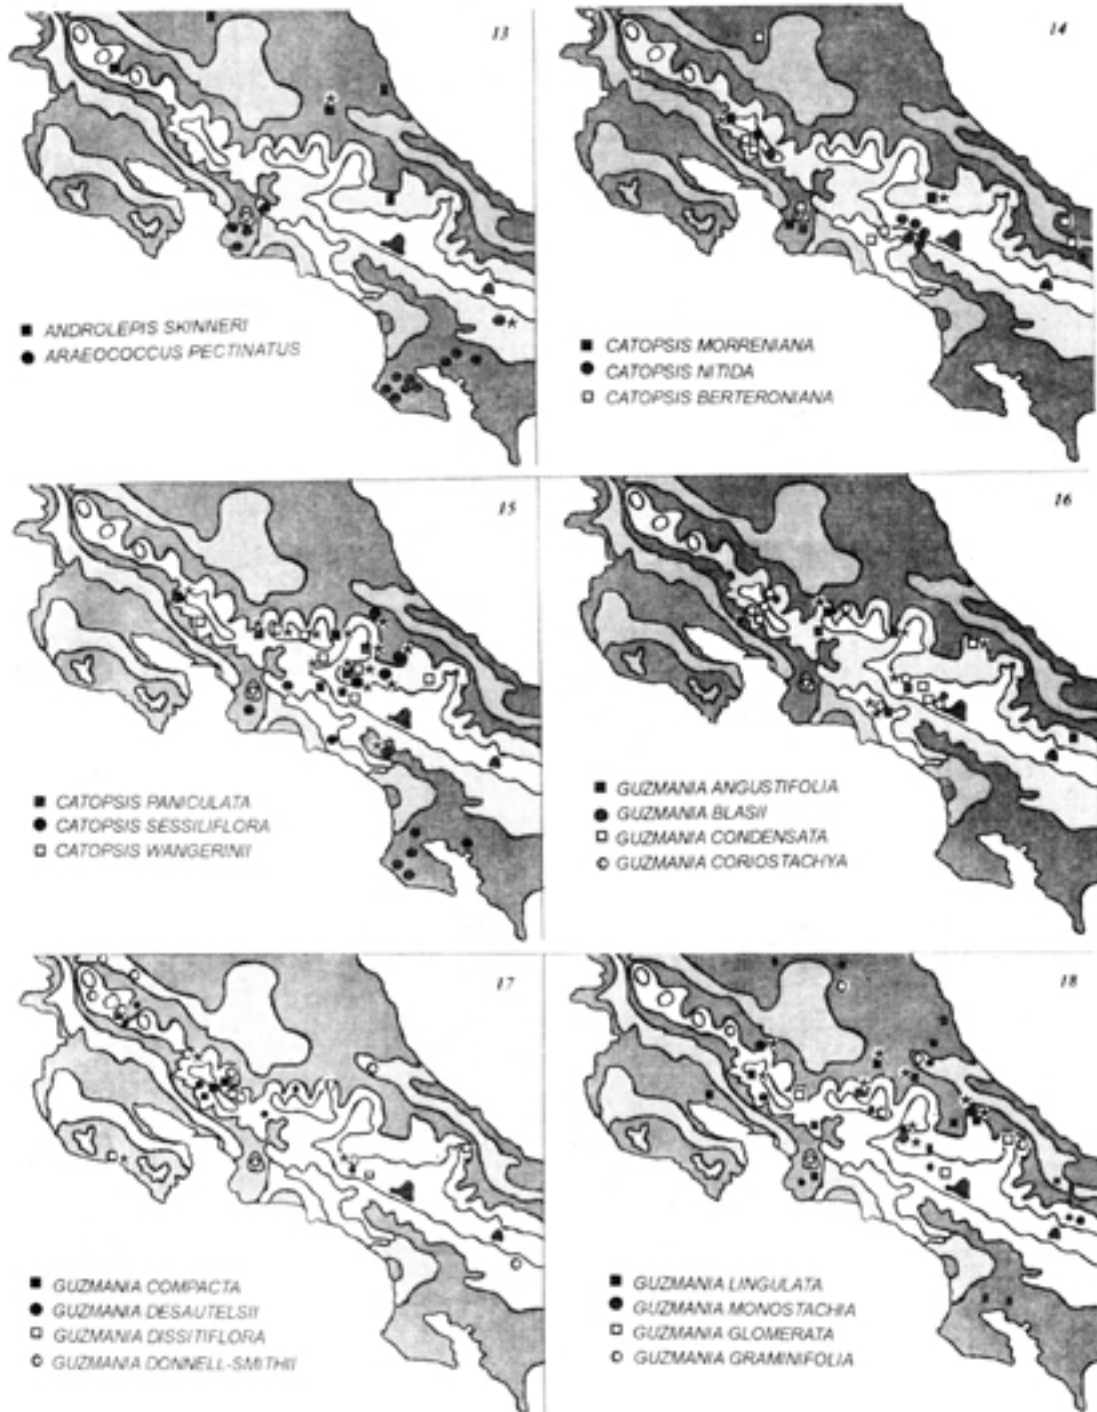 13
ANDROLEPIS SKINNERI
ARAEOCOCCUS PECTINATUS
14
CATOPSIS MORRENIANA
CATOPSIS NITIDA
CATOPSIS BERTERONIANA
15
CATOPSIS PANICULATA
CATOPSIS SESSILIFLORA
CATOPSIS WANGERINII
16
GUZMANIA ANGUSTIFOLIA
GUZMANIA BLASII
GUZMANIA CONDENSATA
GUZMANIA CORIOSTACHYA
17
GUZMANIA COMPACTA
GUZMANIA DESAUTELSII
GUZMANIA DISSITIFLORA
GUZMANIA DONNELL-SMITHII
18
GUZMANIA LINGULATA
GUZMANIA MONOSTACHIA
GUZMANIA GLOMERATA
GUZMANIA GRAMINIFOLIA